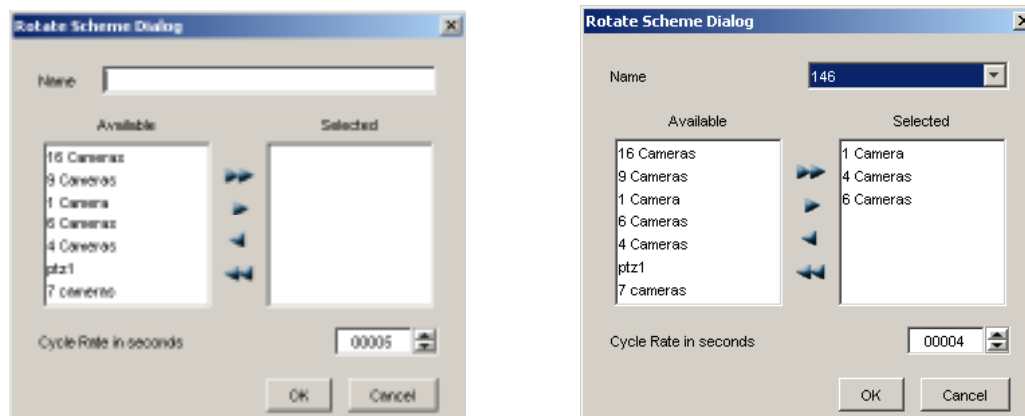 Rotate Scheme Dialog
Name
Available Selected
16 Cameras
9 Cameras
1 Camera
6 Cameras
4 Cameras
ptz1
7 cameras
Cycle Rate in seconds 00005
OK Cancel
Rotate Scheme Dialog
Name 146
Available Selected
16 Cameras 1 Camera
9 Cameras 4 Cameras
1 Camera 6 Cameras
6 Cameras
4 Cameras
ptz1
7 cameras
Cycle Rate in seconds 00004
OK Cancel